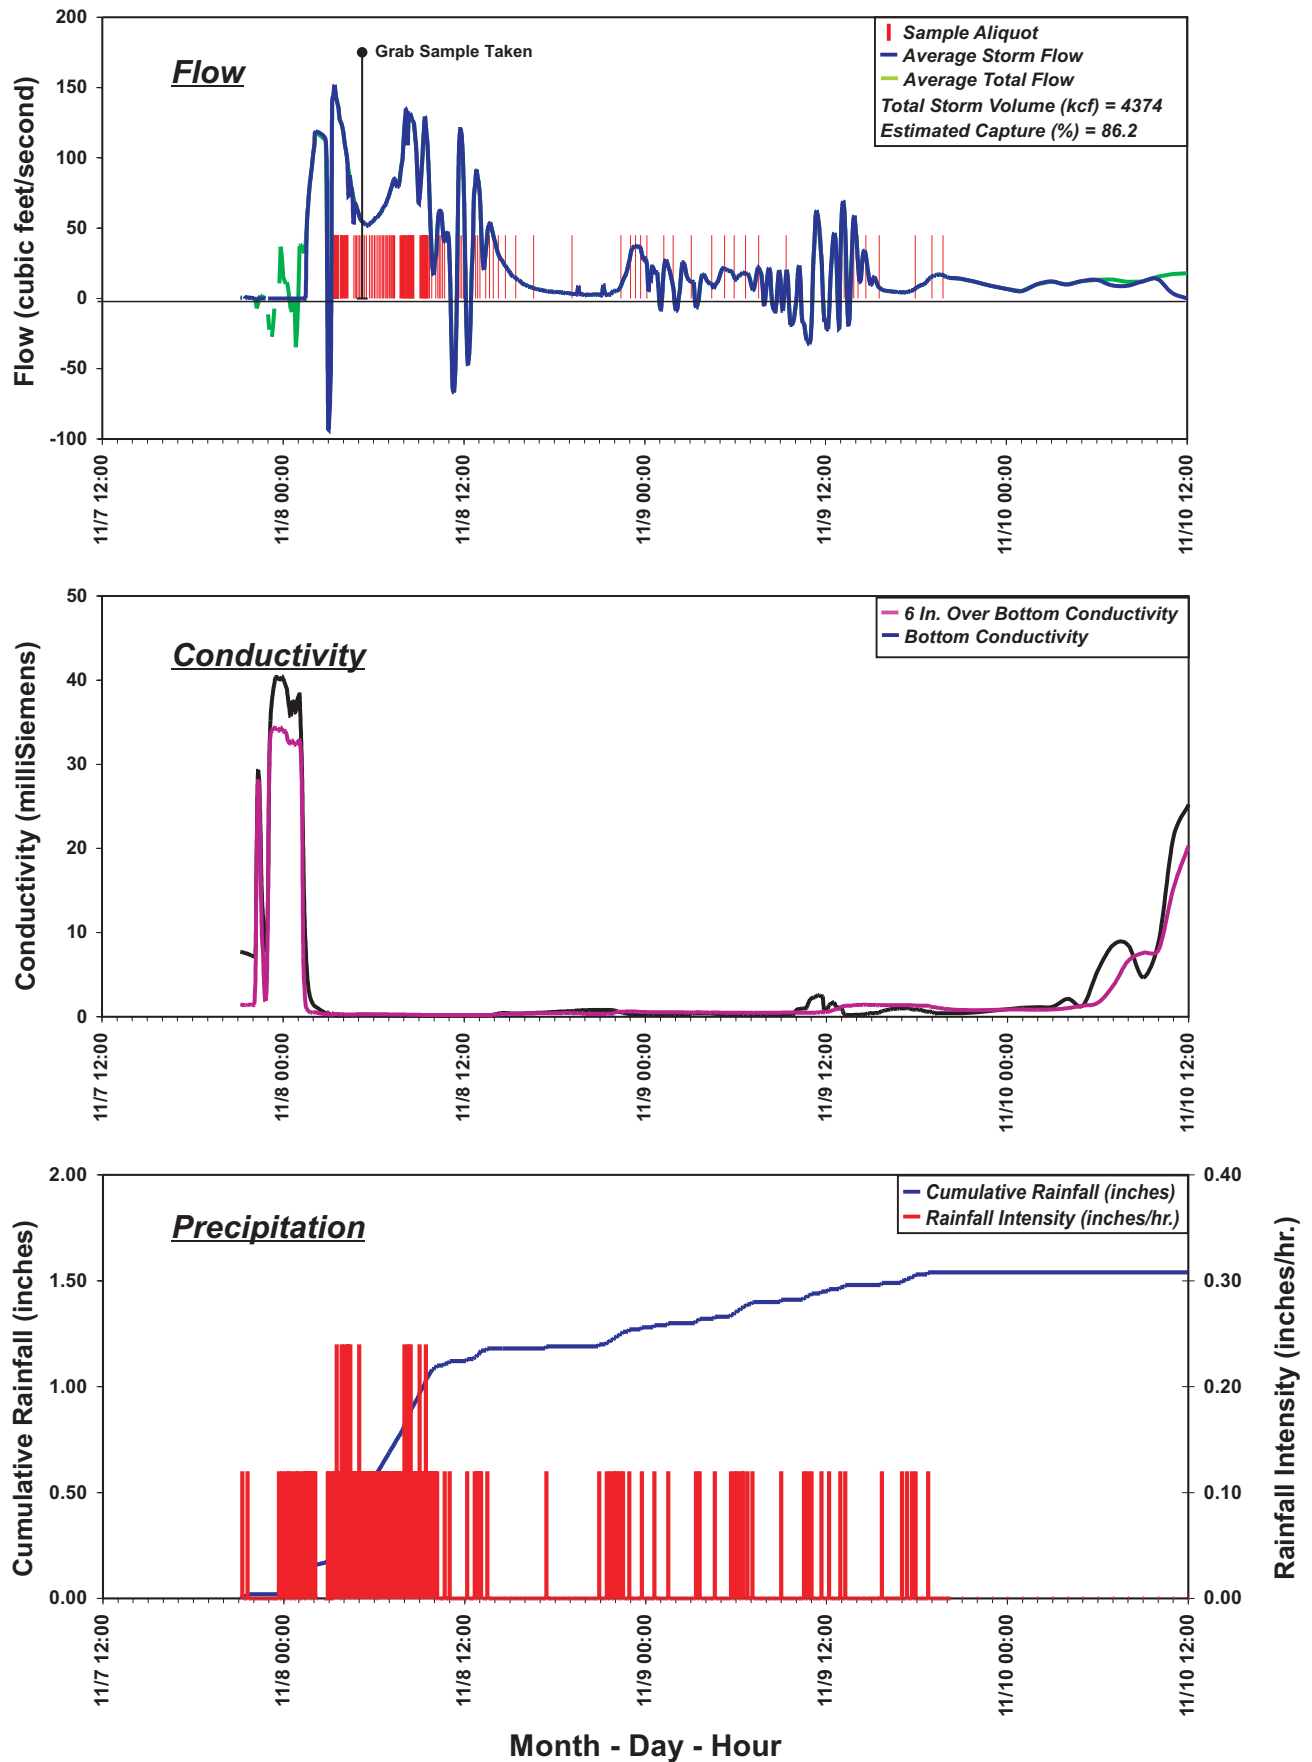 Flow
Grab Sample Taken
Sample Aliquot
Average Storm Flow
Average Total Flow
Total Storm Volume (kcf) = 4374
Estimated Capture (%) = 86.2
Flow (cubic feet/second)
200
150
100
50
0
-50
-100
11/7 12:00
11/8 00:00
11/8 12:00
11/9 00:00
11/9 12:00
11/10 00:00
11/10 12:00
Conductivity
6 In. Over Bottom Conductivity
Bottom Conductivity
Conductivity (milliSiemens)
50
40
30
20
10
0
11/7 12:00
11/8 00:00
11/8 12:00
11/9 00:00
11/9 12:00
11/10 00:00
11/10 12:00
Precipitation
Cumulative Rainfall (inches)
Rainfall Intensity (inches/hr.)
Cumulative Rainfall (inches)
2.00
1.50
1.00
0.50
0.00
0.40
0.30
0.20
0.10
0.00
Rainfall Intensity (inches/hr.)
11/7 12:00
11/8 00:00
11/8 12:00
11/9 00:00
11/9 12:00
11/10 00:00
11/10 12:00
Month - Day - Hour